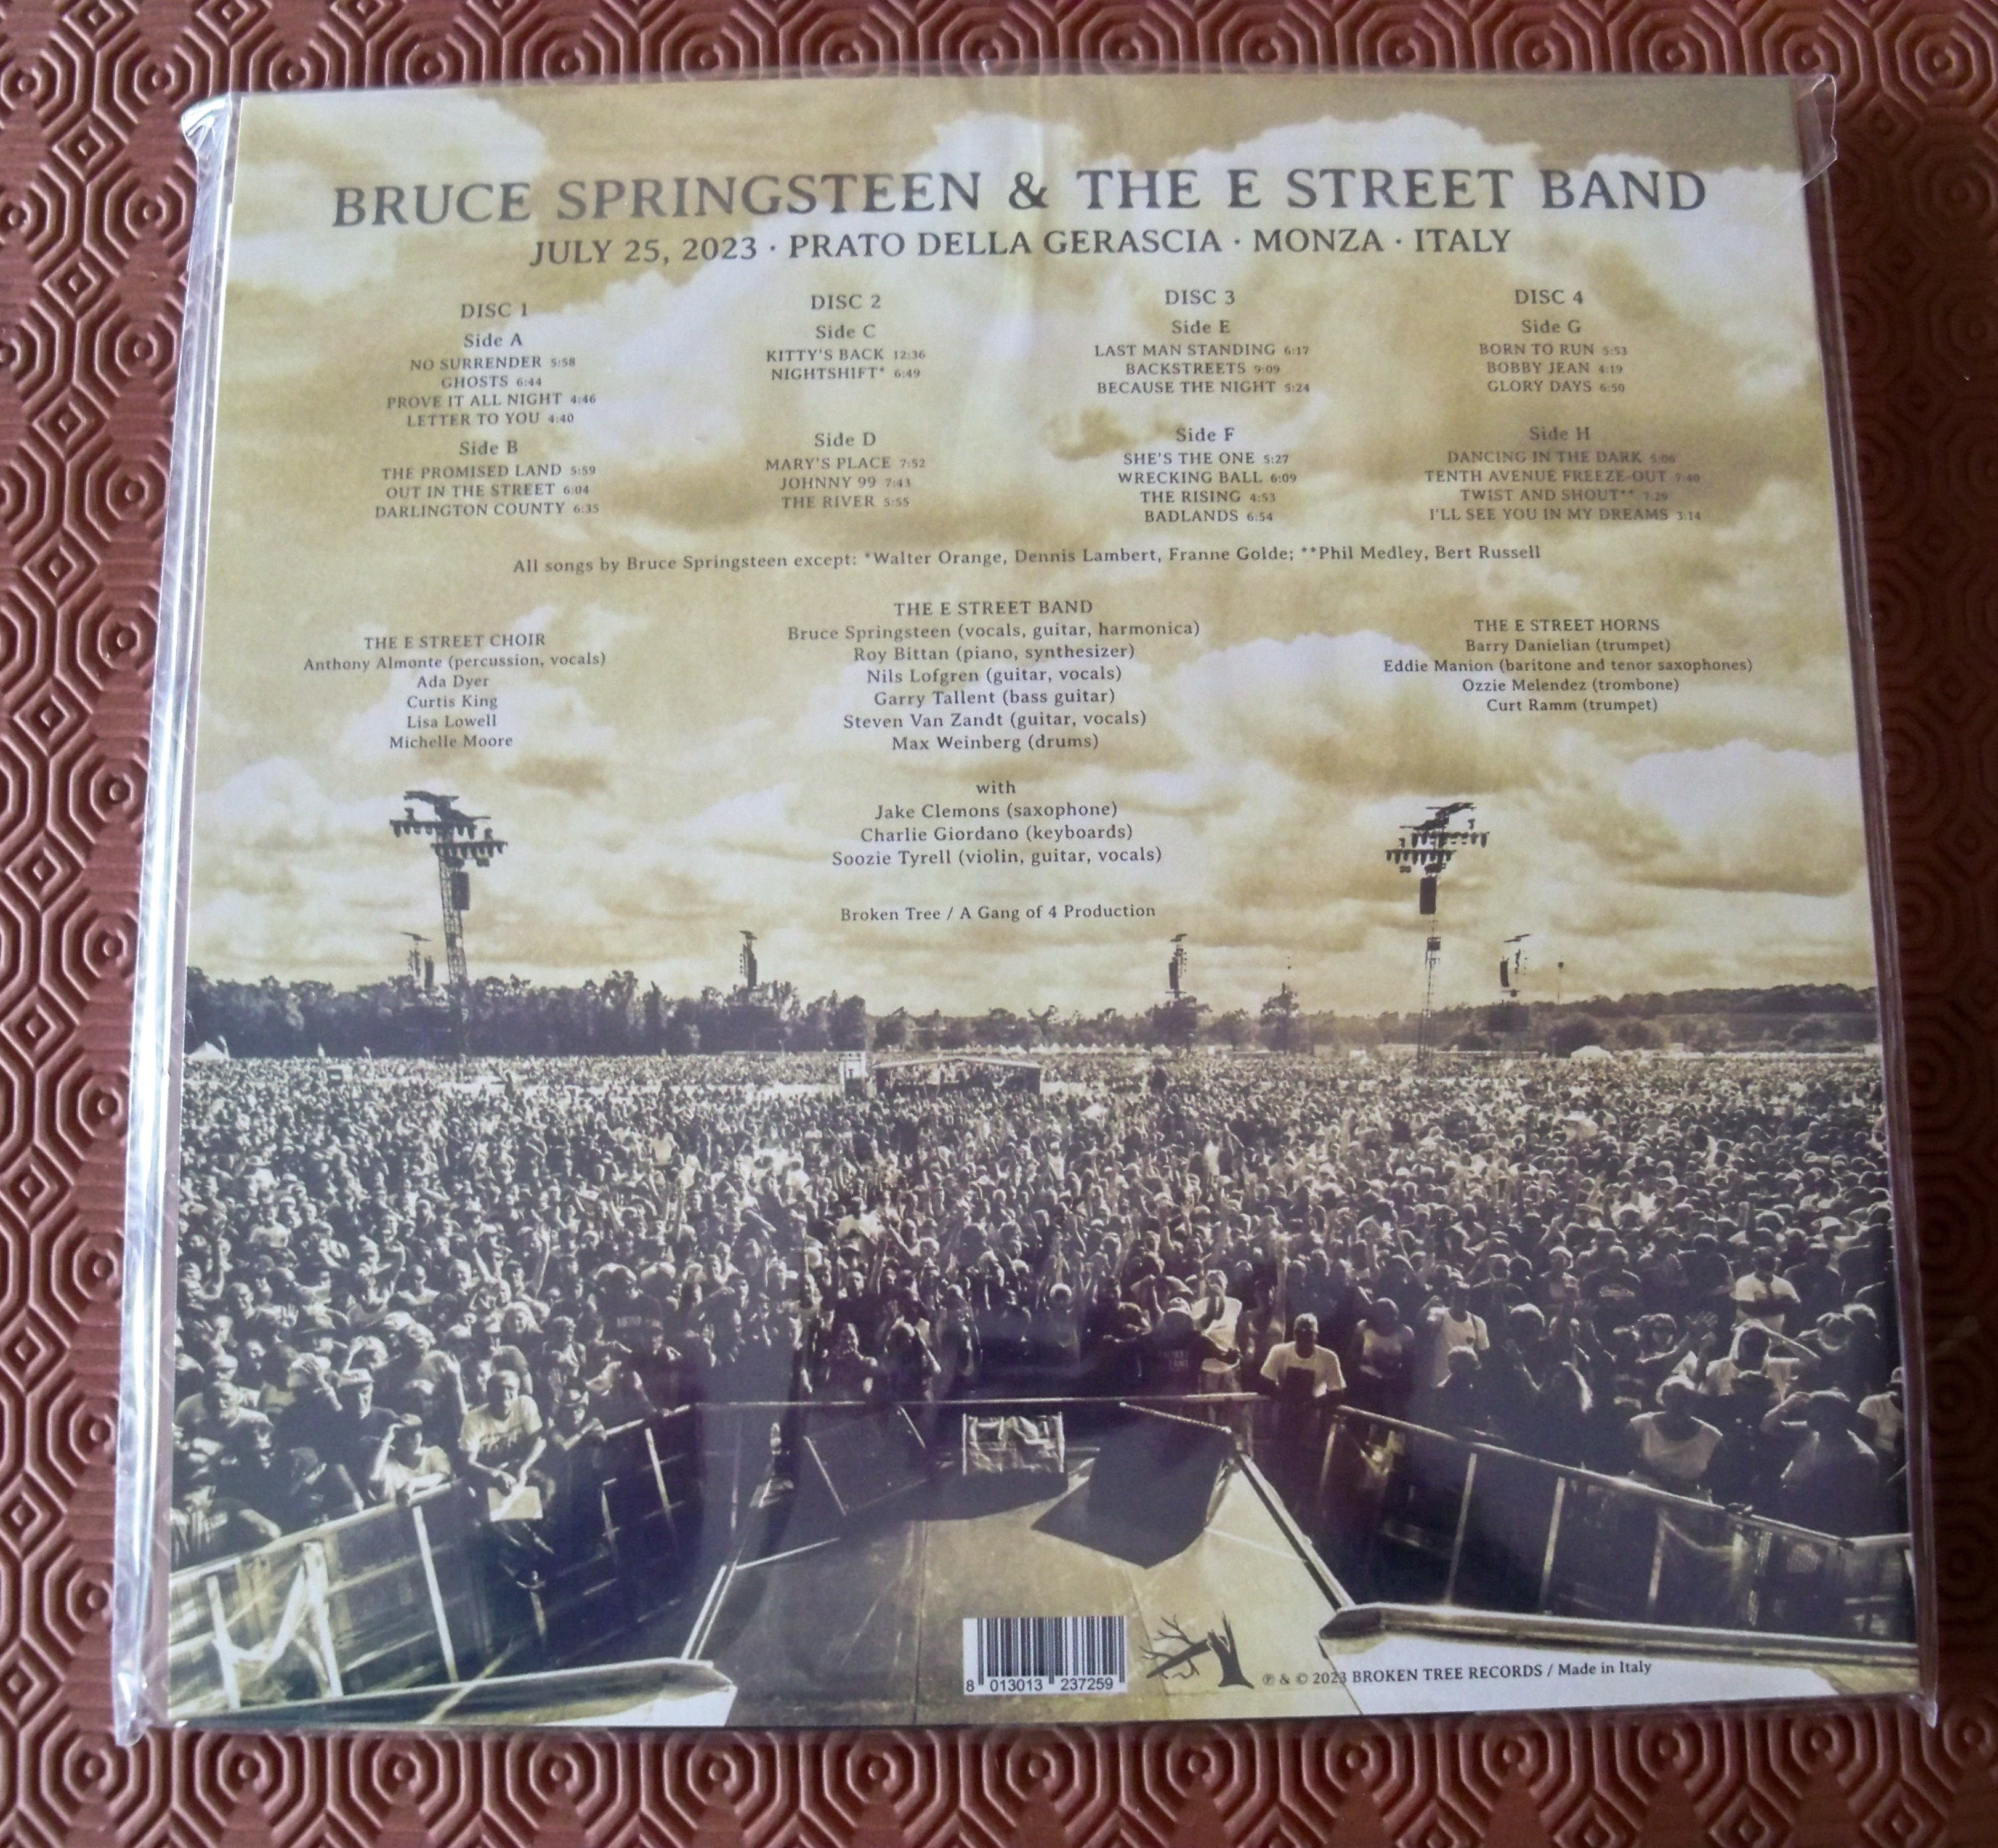 BRUCE SPRINGSTEEN & THE E STREET BAND
JULY 25, 2023 · PRATO DELLA GERASCIA · MONZA · ITALY
DISC 1
Side A
NO SURRENDER 5:58
GHOSTS 6:44
PROVE IT ALL NIGHT 4:46
LETTER TO YOU 4:40
Side B
THE PROMISED LAND 5:59
OUT IN THE STREET 6:04
DARLINGTON COUNTY 6:35
DISC 2
Side C
KITTY'S BACK 12:36
NIGHTSHIFT* 6:49
Side D
MARY'S PLACE 7:52
JOHNNY 99 7:43
THE RIVER 5:55
DISC 3
Side E
LAST MAN STANDING 6:17
BACKSTREETS 9:09
BECAUSE THE NIGHT 5:24
Side F
SHE'S THE ONE 5:27
WRECKING BALL 6:09
THE RISING 4:53
BADLANDS 6:54
DISC 4
Side G
BORN TO RUN 5:53
BOBBY JEAN 4:19
GLORY DAYS 6:50
Side H
DANCING IN THE DARK 5:06
TENTH AVENUE FREEZE-OUT 7:40
TWIST AND SHOUT** 7:29
I'LL SEE YOU IN MY DREAMS 3:14
All songs by Bruce Springsteen except: *Walter Orange, Dennis Lambert, Franne Golde; **Phil Medley, Bert Russell
THE E STREET CHOIR
Anthony Almonte (percussion, vocals)
Ada Dyer
Curtis King
Lisa Lowell
Michelle Moore
THE E STREET BAND
Bruce Springsteen (vocals, guitar, harmonica)
Roy Bittan (piano, synthesizer)
Nils Lofgren (guitar, vocals)
Garry Tallent (bass guitar)
Steven Van Zandt (guitar, vocals)
Max Weinberg (drums)
with
Jake Clemons (saxophone)
Charlie Giordano (keyboards)
Soozie Tyrell (violin, guitar, vocals)
Broken Tree / A Gang of 4 Production
THE E STREET HORNS
Barry Danielian (trumpet)
Eddie Manion (baritone and tenor saxophones)
Ozzie Melendez (trombone)
Curt Ramm (trumpet)
8 013013 237259
℗ & © 2023 BROKEN TREE RECORDS / Made in Italy